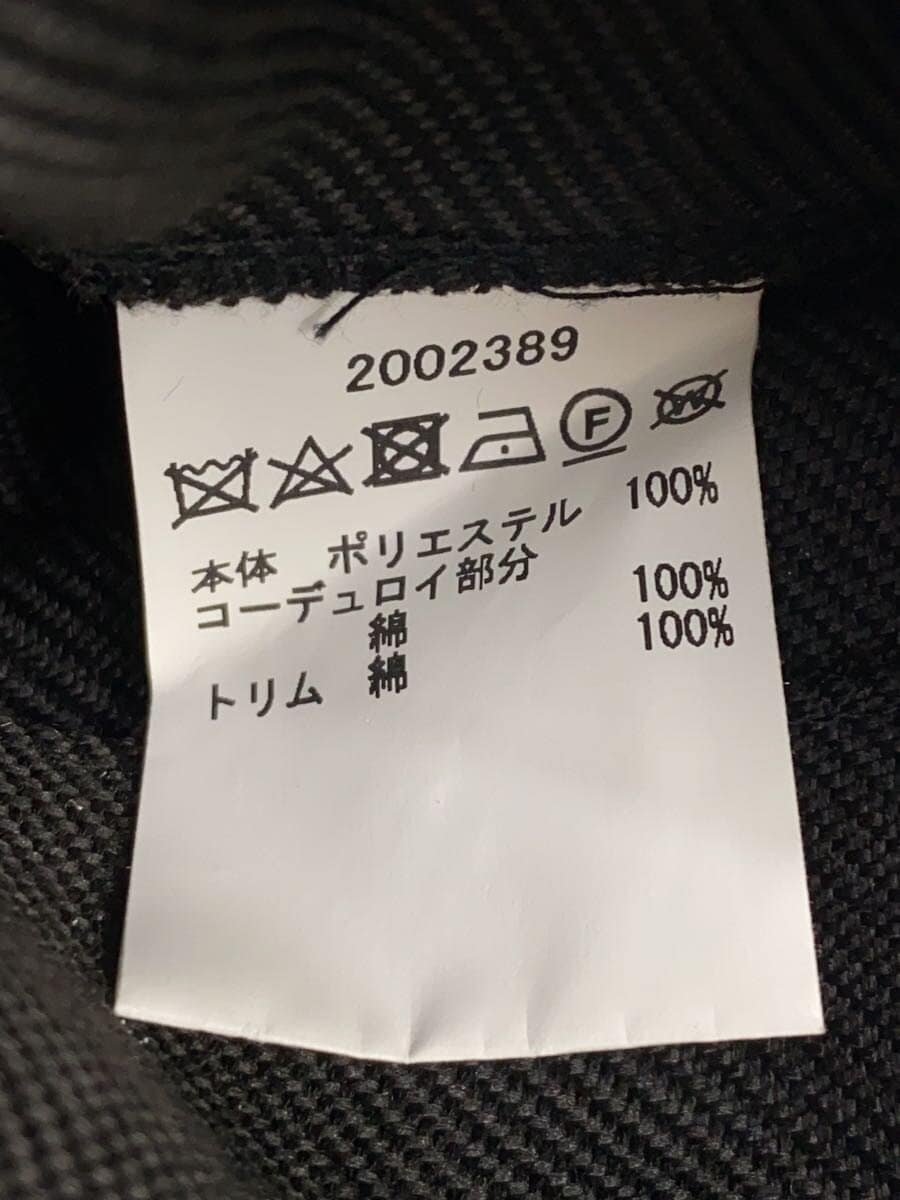 2002389
F
W
本体 ポリエステル 100%
コーデュロイ部分
綿 100%
トリム 綿 100%